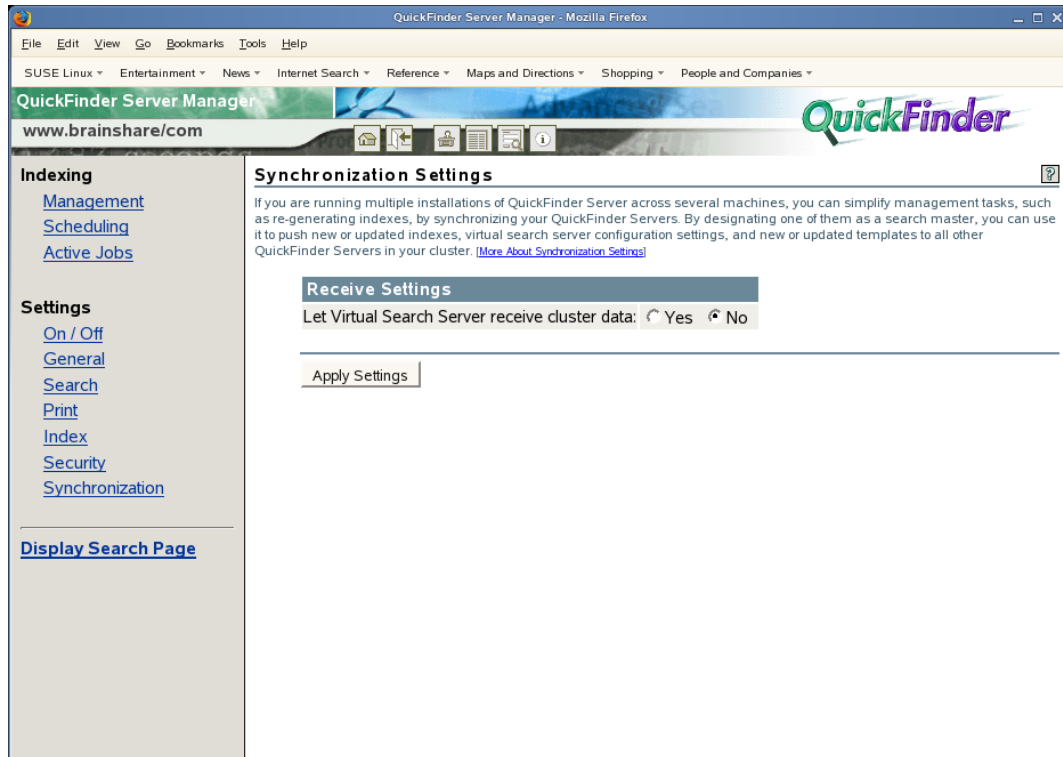 QuickFinder Server Manager - Mozilla Firefox
File Edit View Go Bookmarks Tools Help
SUSE Linux Entertainment News Internet Search Reference Maps and Directions Shopping People and Companies
QuickFinder Server Manager
Advanced Sea
QuickFinder
www.brainshare/com
Indexing
Management
Scheduling
Active Jobs
Settings
On / Off
General
Search
Print
Index
Security
Synchronization
Display Search Page
Synchronization Settings
?
If you are running multiple installations of QuickFinder Server across several machines, you can simplify management tasks, such
as re-generating indexes, by synchronizing your QuickFinder Servers. By designating one of them as a search master, you can use
it to push new or updated indexes, virtual search server configuration settings, and new or updated templates to all other
QuickFinder Servers in your cluster. [More About Synchronization Settings]
Receive Settings
Let Virtual Search Server receive cluster data: Yes No
Apply Settings